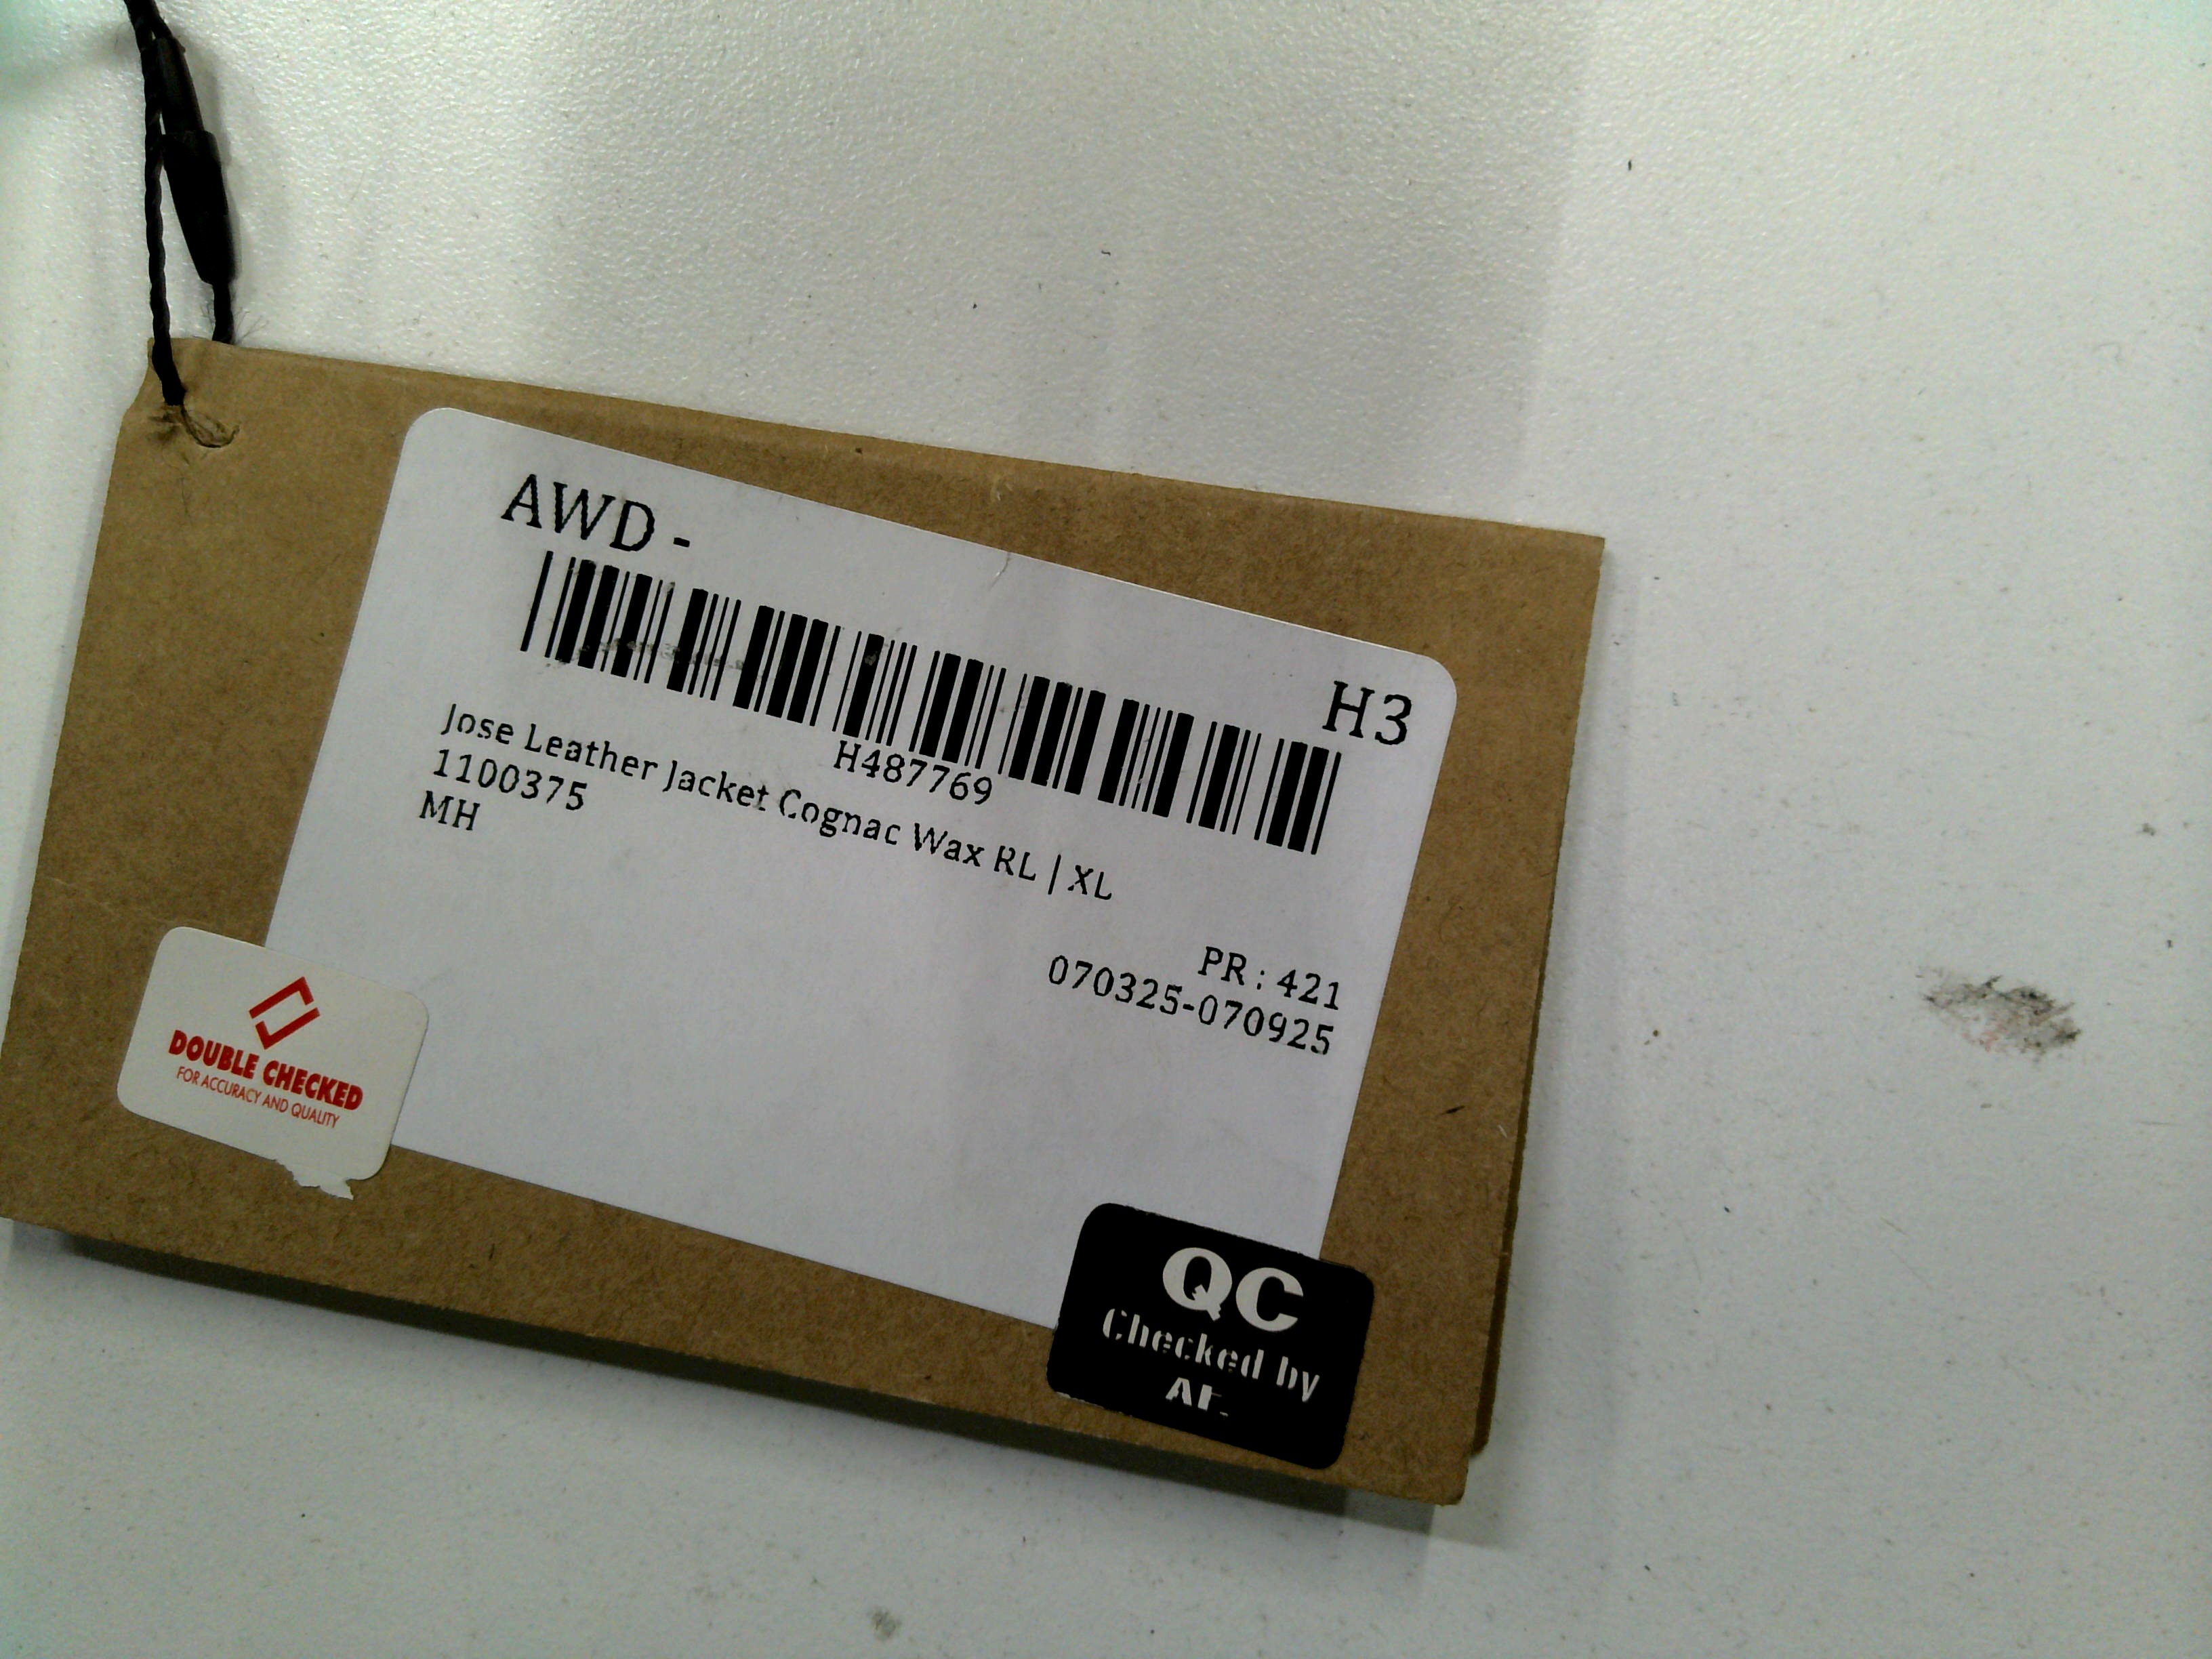 AWD -
H3
H487769
Jose Leather Jacket Cognac Wax RL | XL
1100375
MH
PR : 421
070325-070925
DOUBLE CHECKED
FOR ACCURACY AND QUALITY
QC
Checked by